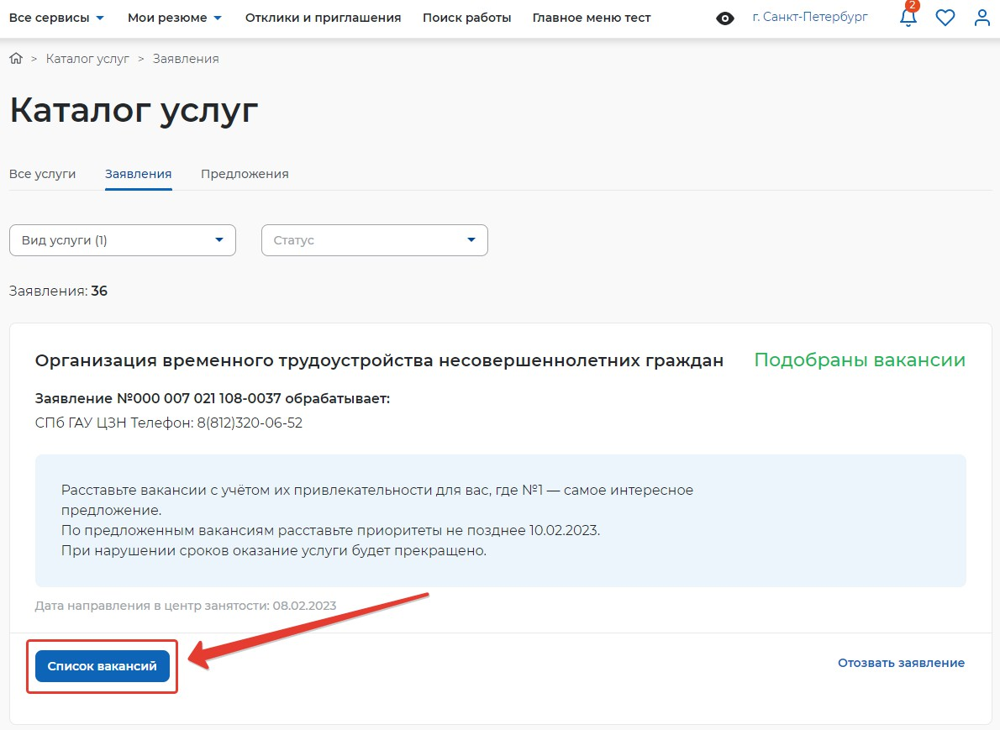 Все сервисы Мои резюме Отклики и приглашения Поиск работы Главное меню тест г. Санкт-Петербург 2
> Каталог услуг > Заявления
Каталог услуг
Все услуги Заявления Предложения
Вид услуги (1) Статус
Заявления: 36
Организация временного трудоустройства несовершеннолетних граждан Подобраны вакансии
Заявление №000 007 021 108-0037 обрабатывает:
СПб ГАУ ЦЗН Телефон: 8(812)320-06-52
Расставьте вакансии с учётом их привлекательности для вас, где №1 — самое интересное
предложение.
По предложенным вакансиям расставьте приоритеты не позднее 10.02.2023.
При нарушении сроков оказание услуги будет прекращено.
Дата направления в центр занятости: 08.02.2023
Список вакансий Отозвать заявление